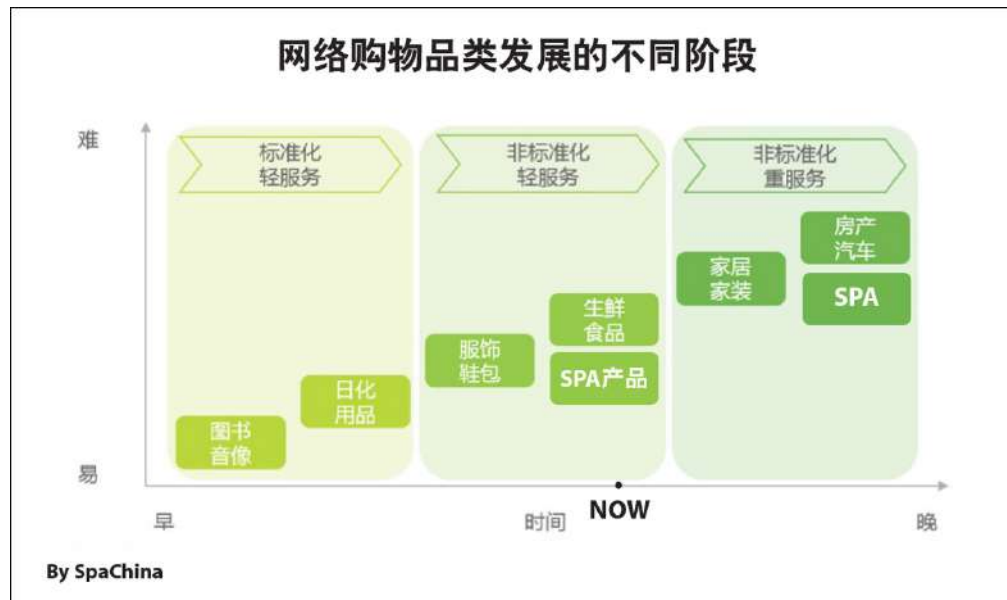 网络购物品类发展的不同阶段
难
标准化
轻服务
非标准化
轻服务
非标准化
重服务
房产
汽车
家居
家装
SPA
生鲜
食品
服饰
鞋包
SPA产品
日化
用品
图书
音像
易
早
时间
NOW
晚
By SpaChina